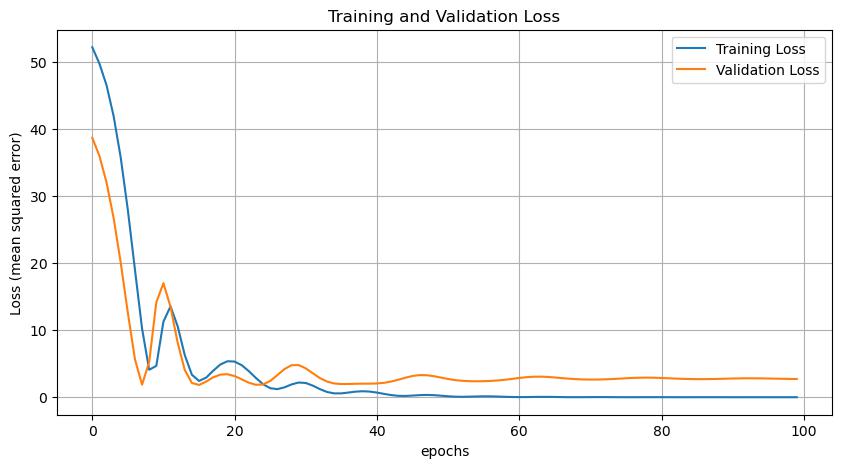 Training and Validation Loss
Training Loss
Validation Loss
Loss (mean squared error)
50
40
30
20
10
0
0 20 40 60 80 100
epochs